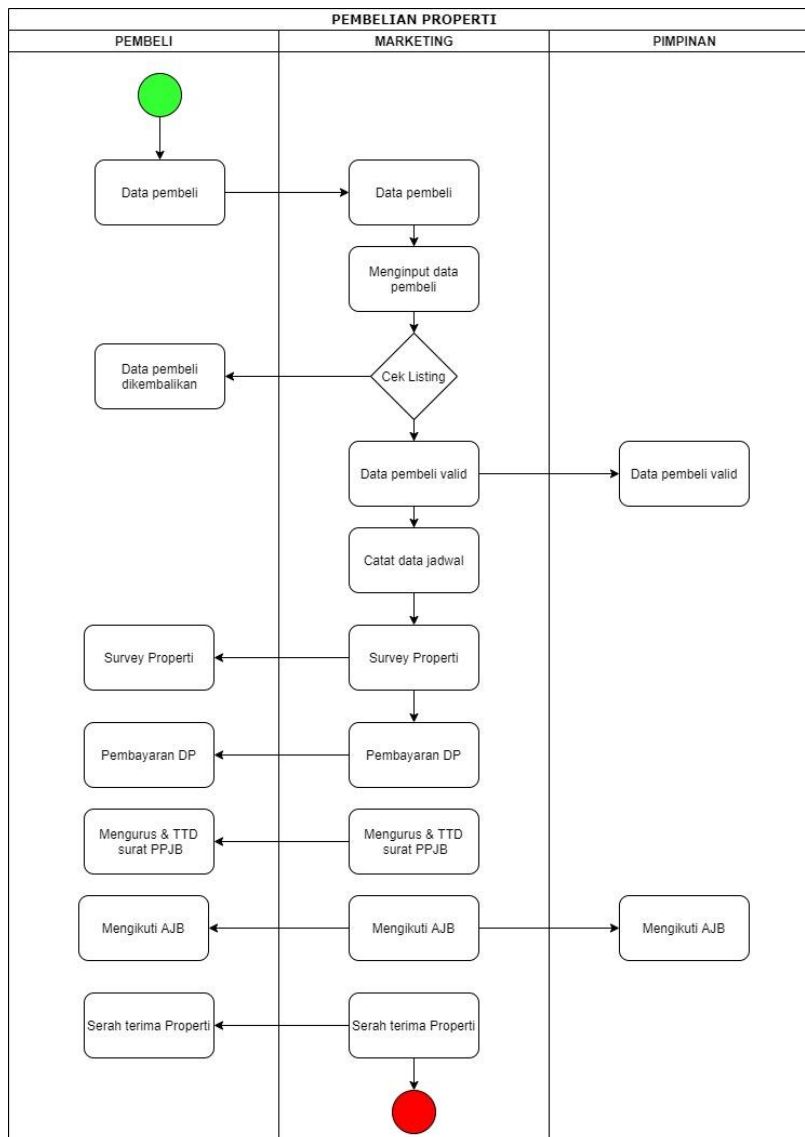 PEMBELIAN PROPERTI
PEMBELI
MARKETING
PIMPINAN
Data pembeli
Data pembeli
Menginput data
pembeli
Data pembeli
dikembalikan
Cek Listing
Data pembeli valid
Data pembeli valid
Catat data jadwal
Survey Properti
Survey Properti
Pembayaran DP
Pembayaran DP
Mengurus & TTD
surat PPJB
Mengurus & TTD
surat PPJB
Mengikuti AJB
Mengikuti AJB
Mengikuti AJB
Serah terima Properti
Serah terima Properti